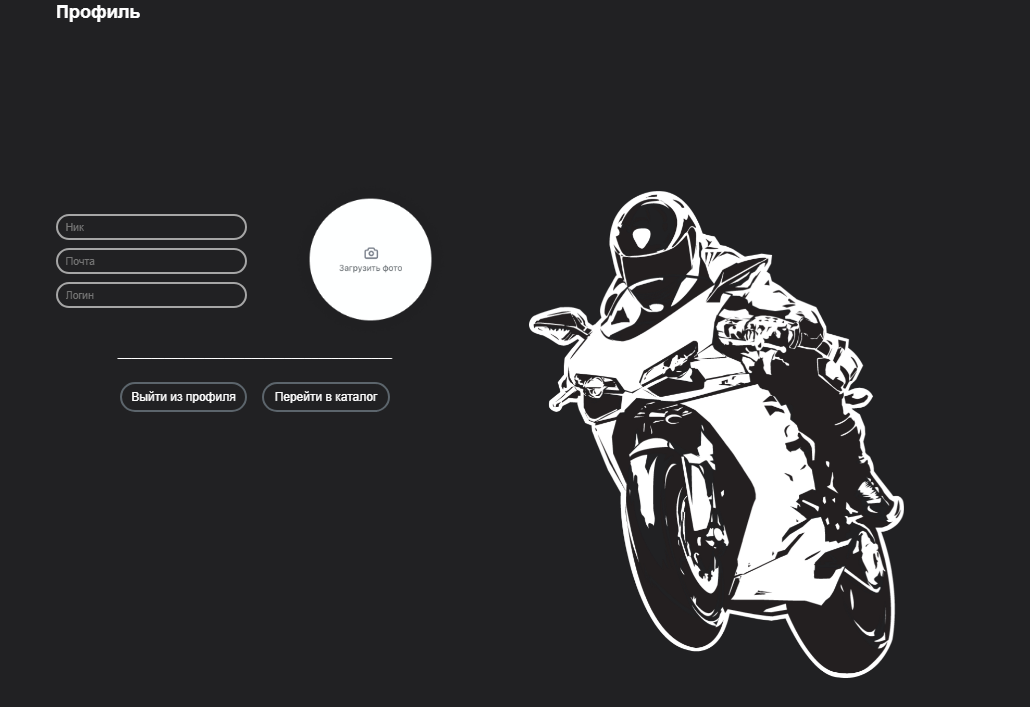 Профиль
Ник
Почта
Логин
Загрузить фото
Выйти из профиля
Перейти в каталог